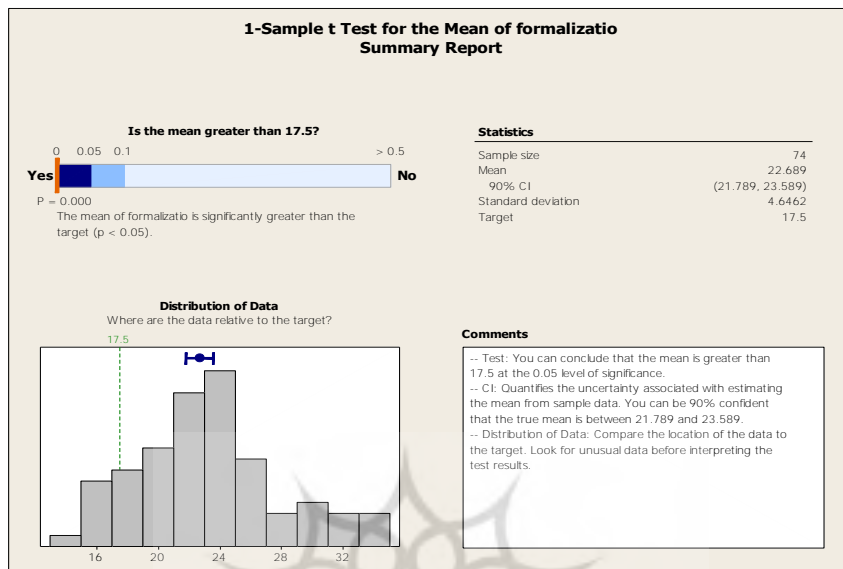 1-Sample t Test for the Mean of formalizatio
Summary Report
Is the mean greater than 17.5?
0 0.05 0.1 > 0.5
Yes No
P = 0.000
The mean of formalizatio is significantly greater than the
target (p < 0.05).
Statistics
Sample size 74
Mean 22.689
90% CI (21.789, 23.589)
Standard deviation 4.6462
Target 17.5
Distribution of Data
Where are the data relative to the target?
17.5
16 20 24 28 32
Comments
-- Test: You can conclude that the mean is greater than
17.5 at the 0.05 level of significance.
-- CI: Quantifies the uncertainty associated with estimating
the mean from sample data. You can be 90% confident
that the true mean is between 21.789 and 23.589.
-- Distribution of Data: Compare the location of the data to
the target. Look for unusual data before interpreting the
test results.